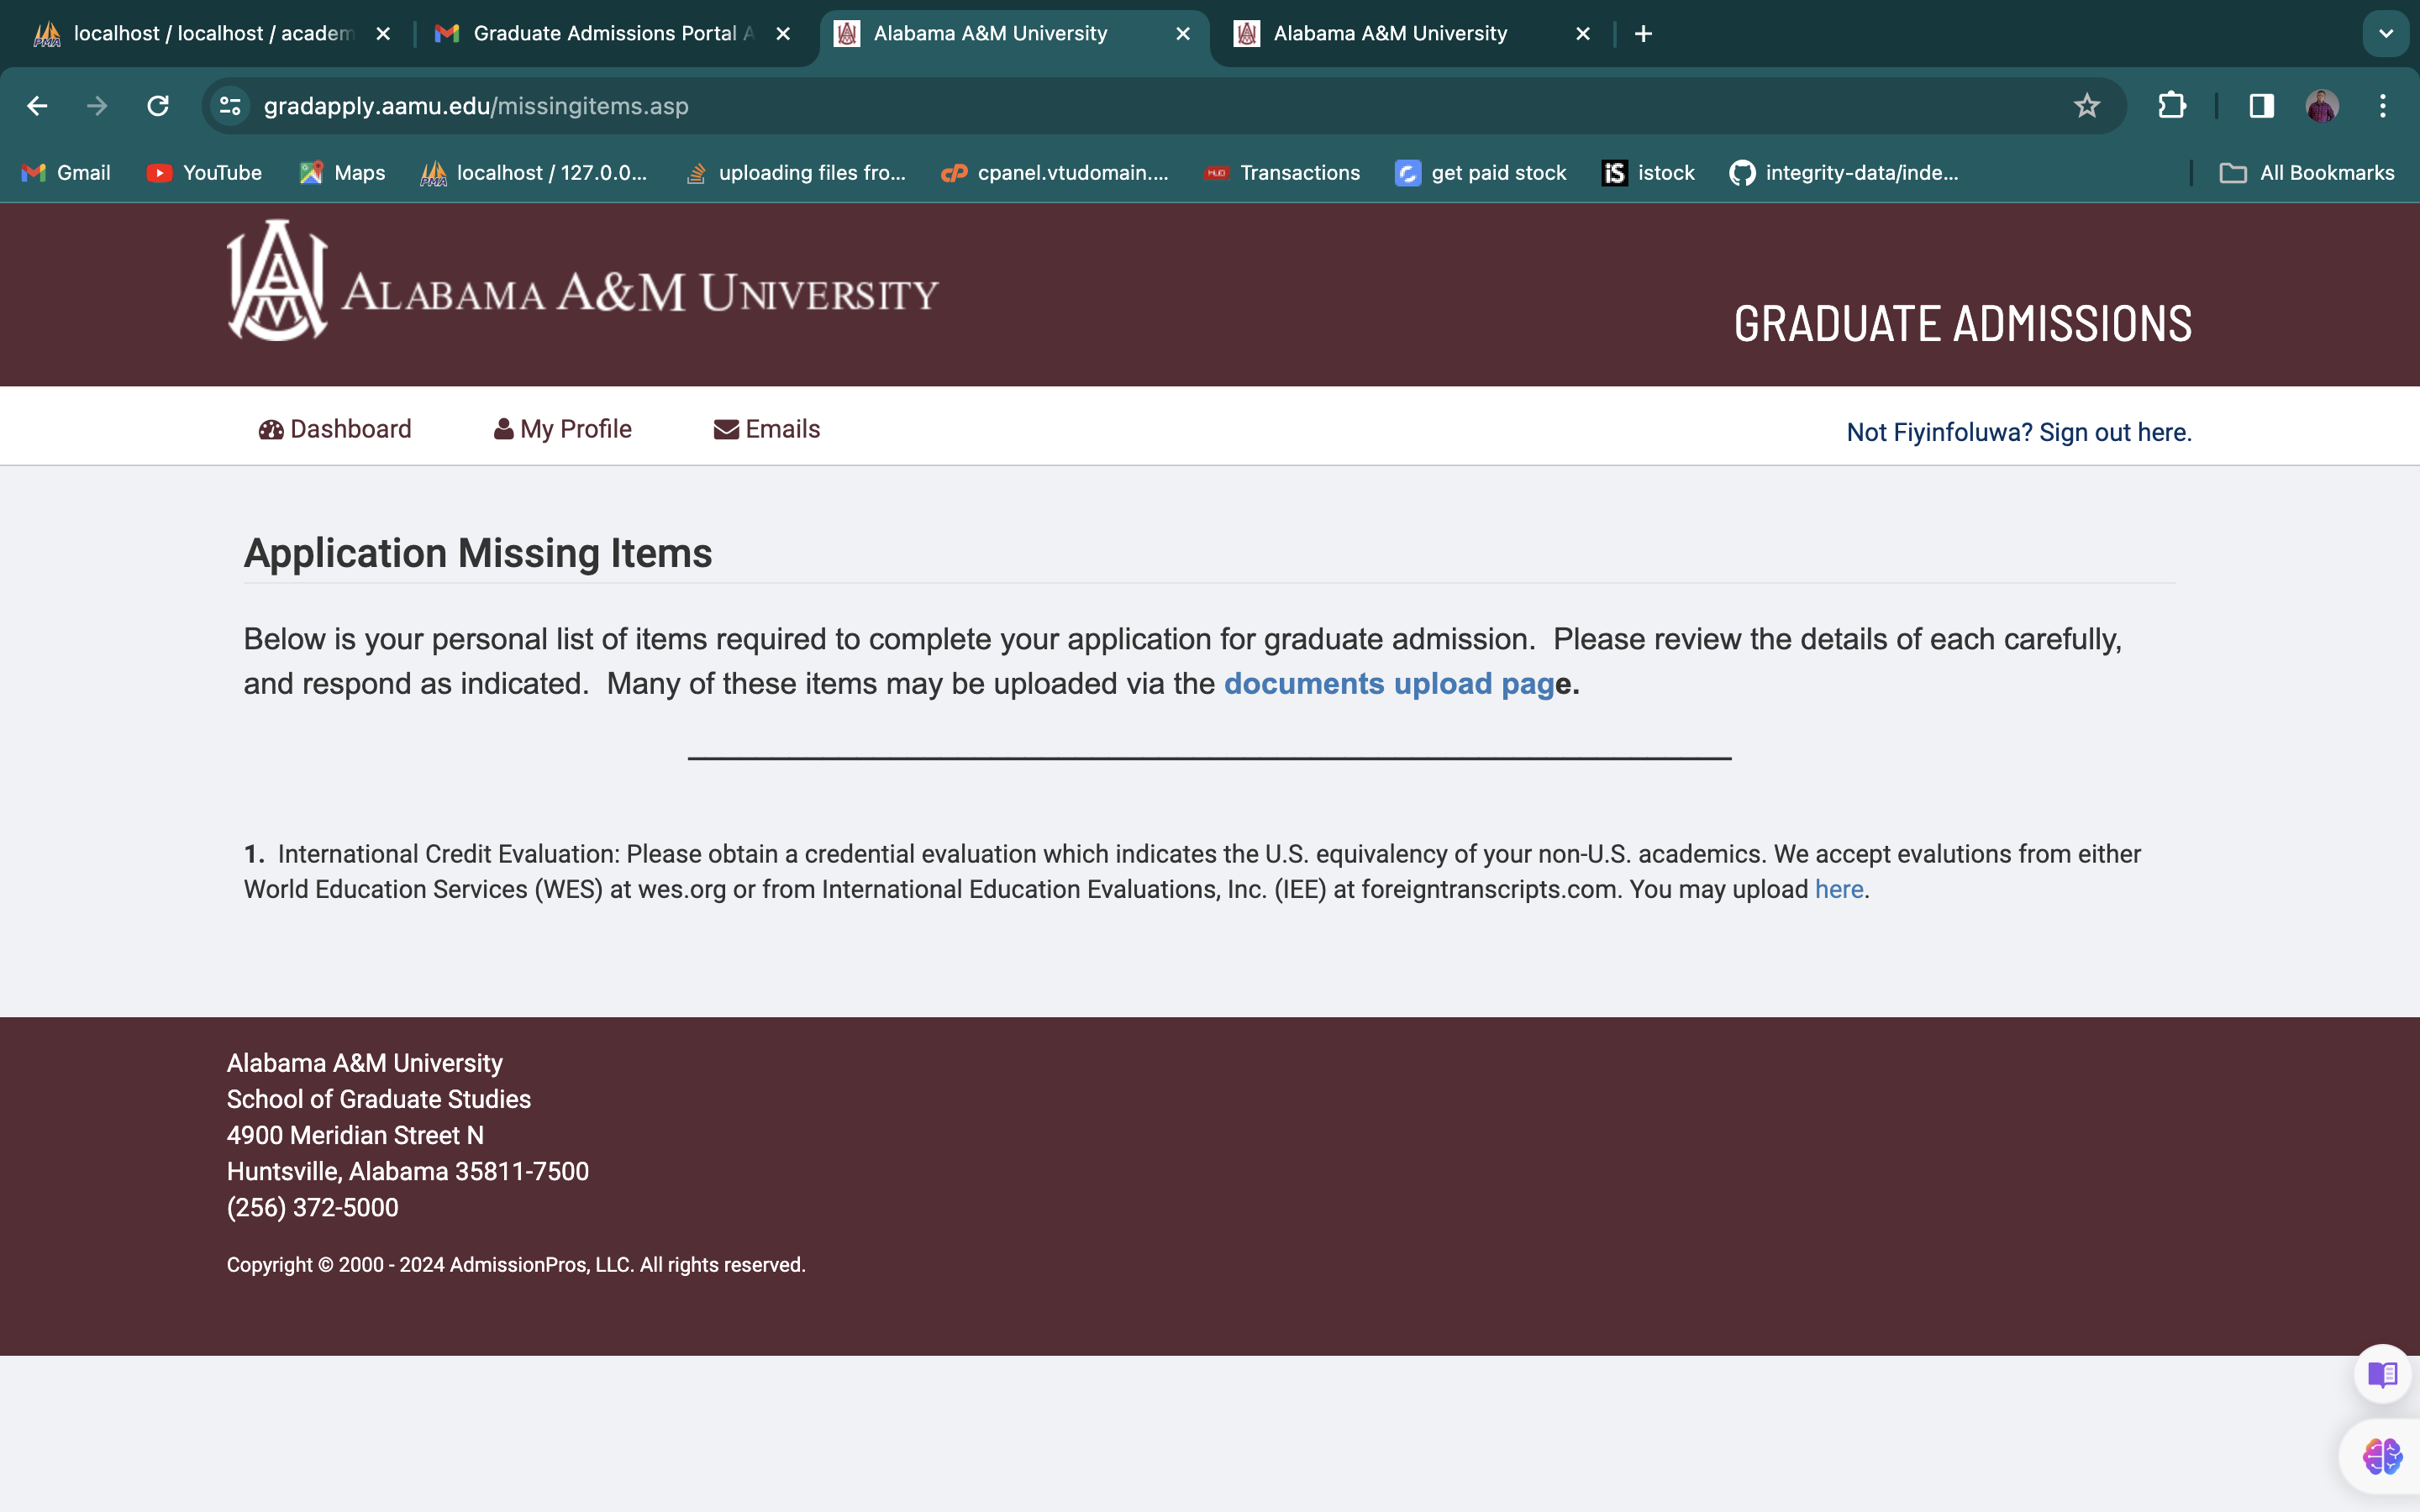 localhost / localhost / academ
Graduate Admissions Portal A
Alabama A&M University
Alabama A&M University
gradapply.aamu.edu/missingitems.asp
Gmail
YouTube
Maps
localhost / 127.0.0...
uploading files fro...
cpanel.vtudomain....
Transactions
get paid stock
iS istock
integrity-data/inde...
All Bookmarks
ALABAMA A&M UNIVERSITY
GRADUATE ADMISSIONS
Dashboard
My Profile
Emails
Not Fiyinfoluwa? Sign out here.
Application Missing Items
Below is your personal list of items required to complete your application for graduate admission.  Please review the details of each carefully,
and respond as indicated.  Many of these items may be uploaded via the documents upload page.
1.  International Credit Evaluation: Please obtain a credential evaluation which indicates the U.S. equivalency of your non-U.S. academics. We accept evalutions from either
World Education Services (WES) at wes.org or from International Education Evaluations, Inc. (IEE) at foreigntranscripts.com. You may upload here.
Alabama A&M University
School of Graduate Studies
4900 Meridian Street N
Huntsville, Alabama 35811-7500
(256) 372-5000
Copyright © 2000 - 2024 AdmissionPros, LLC. All rights reserved.